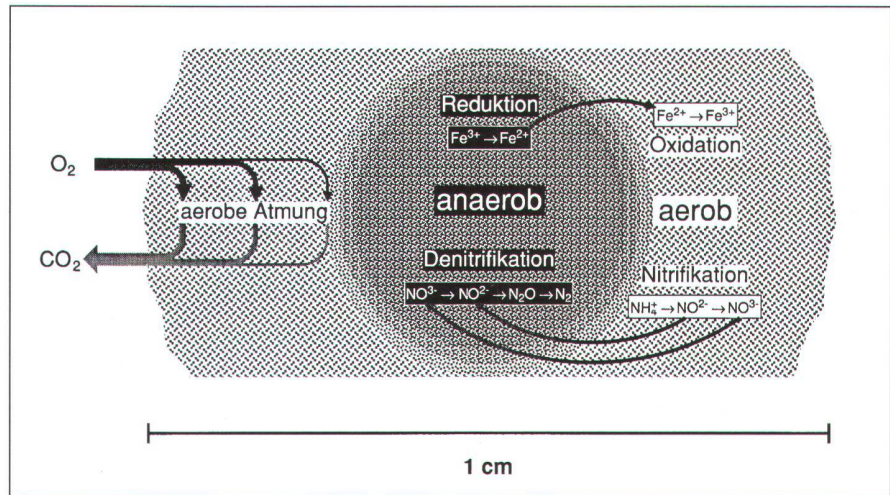 Reduktion
Fe³⁺ → Fe²⁺
Fe²⁺ → Fe³⁺
Oxidation
O₂
aerobe Atmung
anaerob
aerob
CO₂
Denitrifikation
NO³⁻ → NO²⁻ → N₂O → N₂
Nitrifikation
NH₄⁺ → NO²⁻ → NO³⁻
1 cm